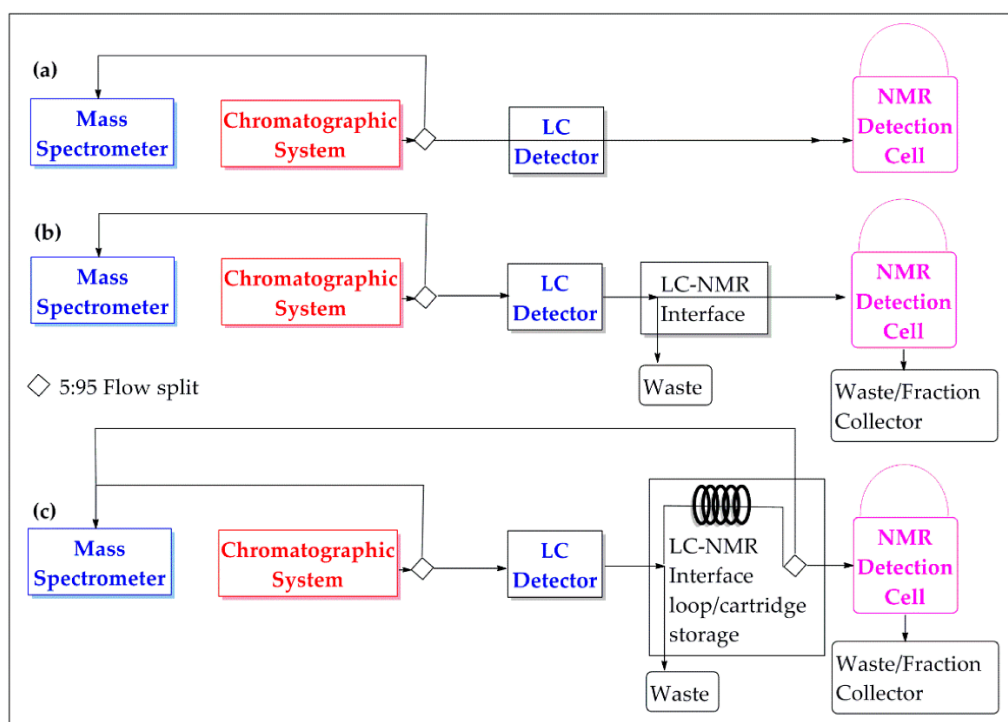 (a)
Mass
Spectrometer
Chromatographic
System
LC
Detector
NMR
Detection
Cell
(b)
Mass
Spectrometer
Chromatographic
System
LC
Detector
LC-NMR
Interface
NMR
Detection
Cell
Waste
Waste/Fraction
Collector
5:95 Flow split
(c)
Mass
Spectrometer
Chromatographic
System
LC
Detector
LC-NMR
Interface
loop/cartridge
storage
NMR
Detection
Cell
Waste
Waste/Fraction
Collector